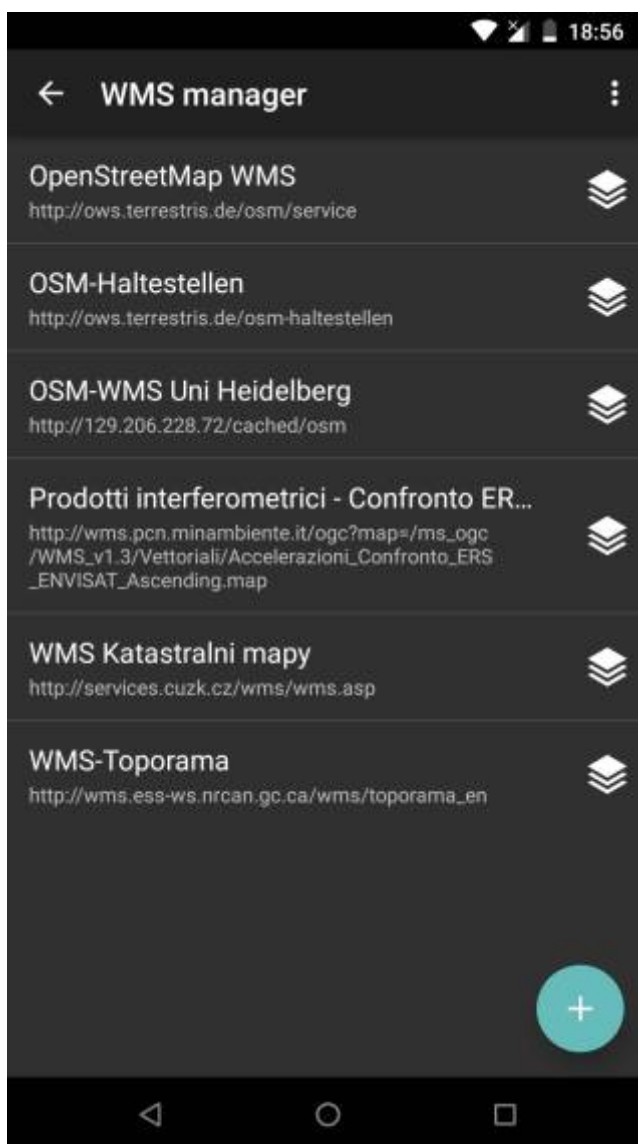 18:56
WMS manager
OpenStreetMap WMS
http://ows.terrestris.de/osm/service
OSM-Haltestellen
http://ows.terrestris.de/osm-haltestellen
OSM-WMS Uni Heidelberg
http://129.206.228.72/cached/osm
Prodotti interferometrici - Confronto ER...
http://wms.pcn.minambiente.it/ogc?map=/ms_ogc
/WMS_v1.3/Vettoriali/Accelerazioni_Confronto_ERS
_ENVISAT_Ascending.map
WMS Katastralni mapy
http://services.cuzk.cz/wms/wms.asp
WMS-Toporama
http://wms.ess-ws.nrcan.gc.ca/wms/toporama_en